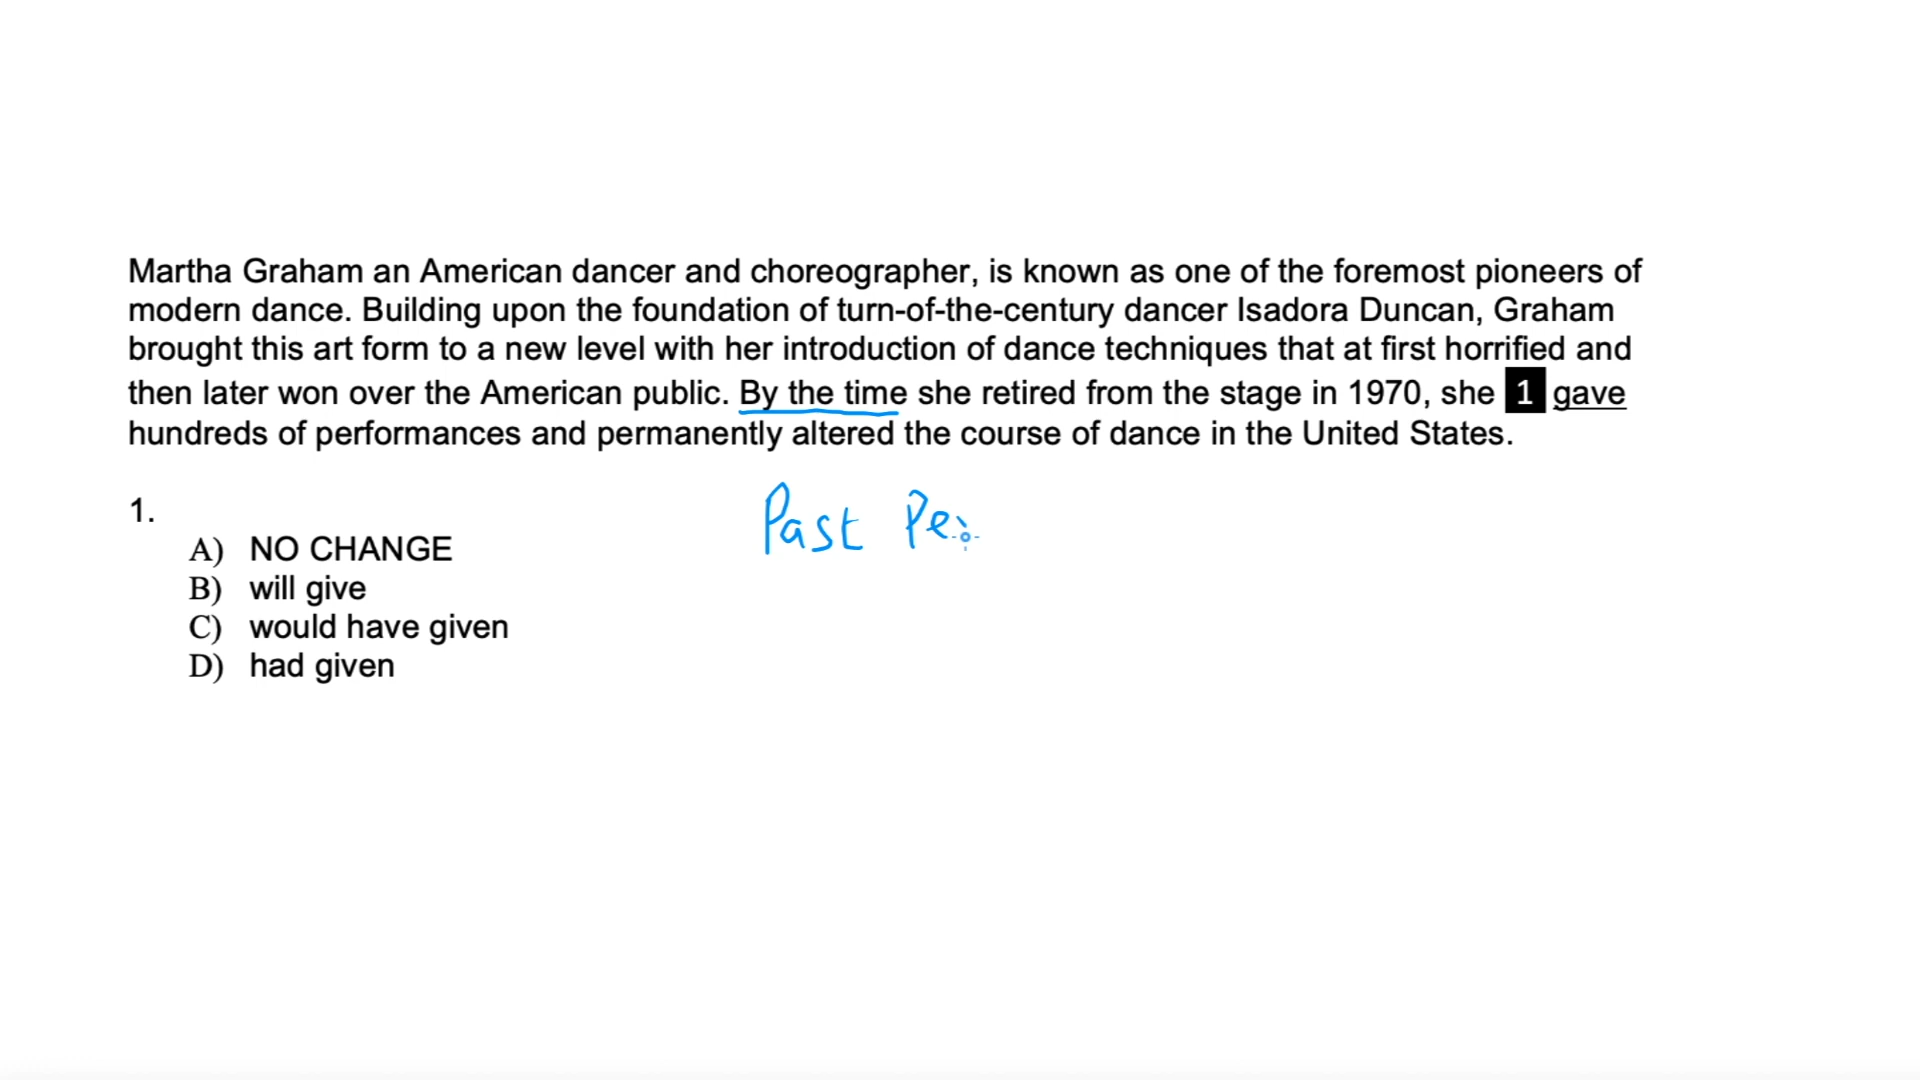 Martha Graham an American dancer and choreographer, is known as one of the foremost pioneers of
modern dance. Building upon the foundation of turn-of-the-century dancer Isadora Duncan, Graham
brought this art form to a new level with her introduction of dance techniques that at first horrified and
then later won over the American public. By the time she retired from the stage in 1970, she 1 gave
hundreds of performances and permanently altered the course of dance in the United States.
1.
Past Pe
A) NO CHANGE
B) will give
C) would have given
D) had given